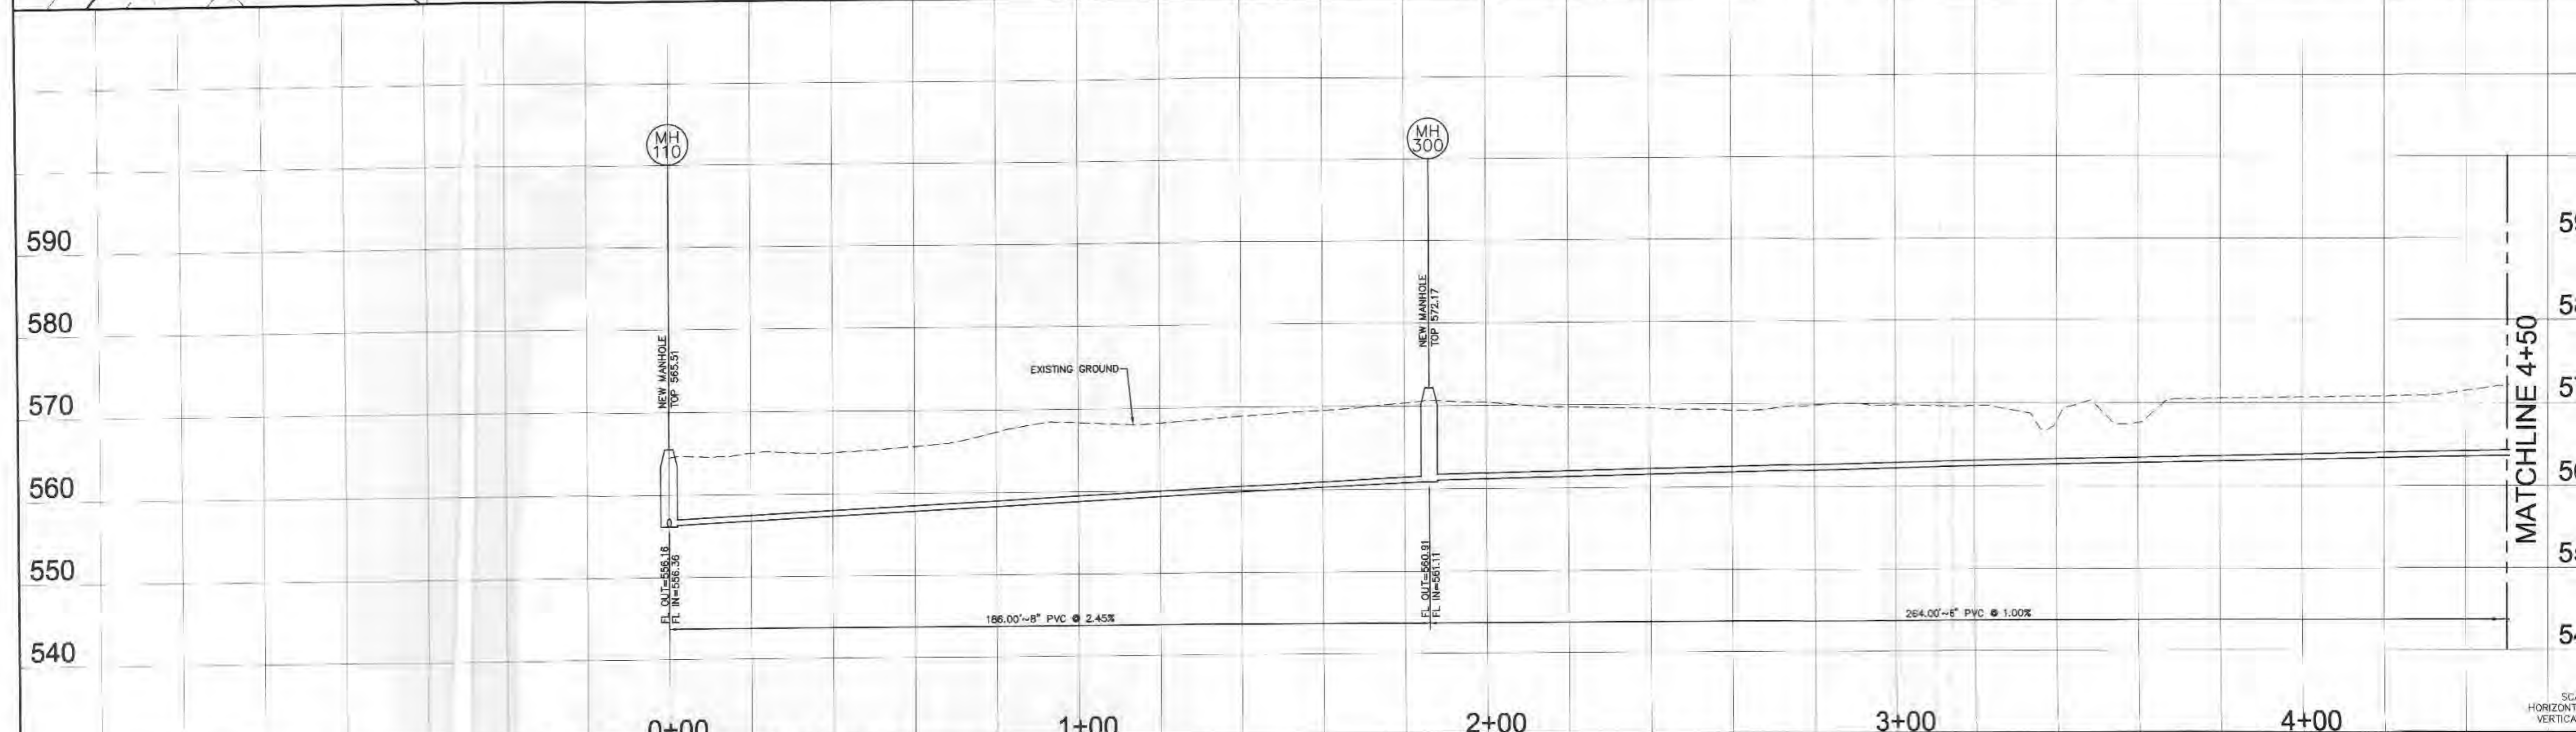 MH
110
MH
300
590
580
570
560
550
540
NEW MANHOLE
TOP 565.51
NEW MANHOLE
TOP 572.17
EXISTING GROUND
FL OUT=556.16
FL IN=556.36
FL OUT=560.91
FL IN=561.11
186.00'~8" PVC @ 2.45%
264.00'~6" PVC @ 1.00%
MATCHLINE 4+50
0+00
1+00
2+00
3+00
4+00